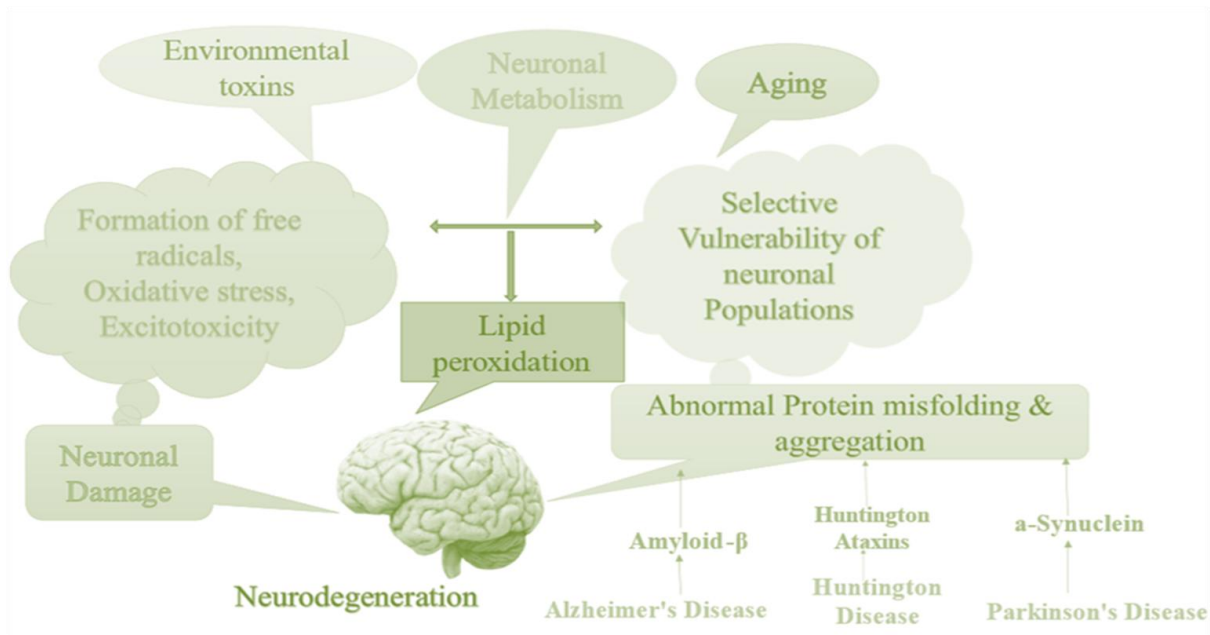 Environmental
toxins
Neuronal
Metabolism
Aging
Formation of free
radicals,
Oxidative stress,
Excitotoxicity
Selective
Vulnerability of
neuronal
Populations
Lipid
peroxidation
Abnormal Protein misfolding &
aggregation
Neuronal
Damage
Neurodegeneration
Amyloid-β
Alzheimer's Disease
Huntington
Ataxins
Huntington
Disease
a-Synuclein
Parkinson's Disease